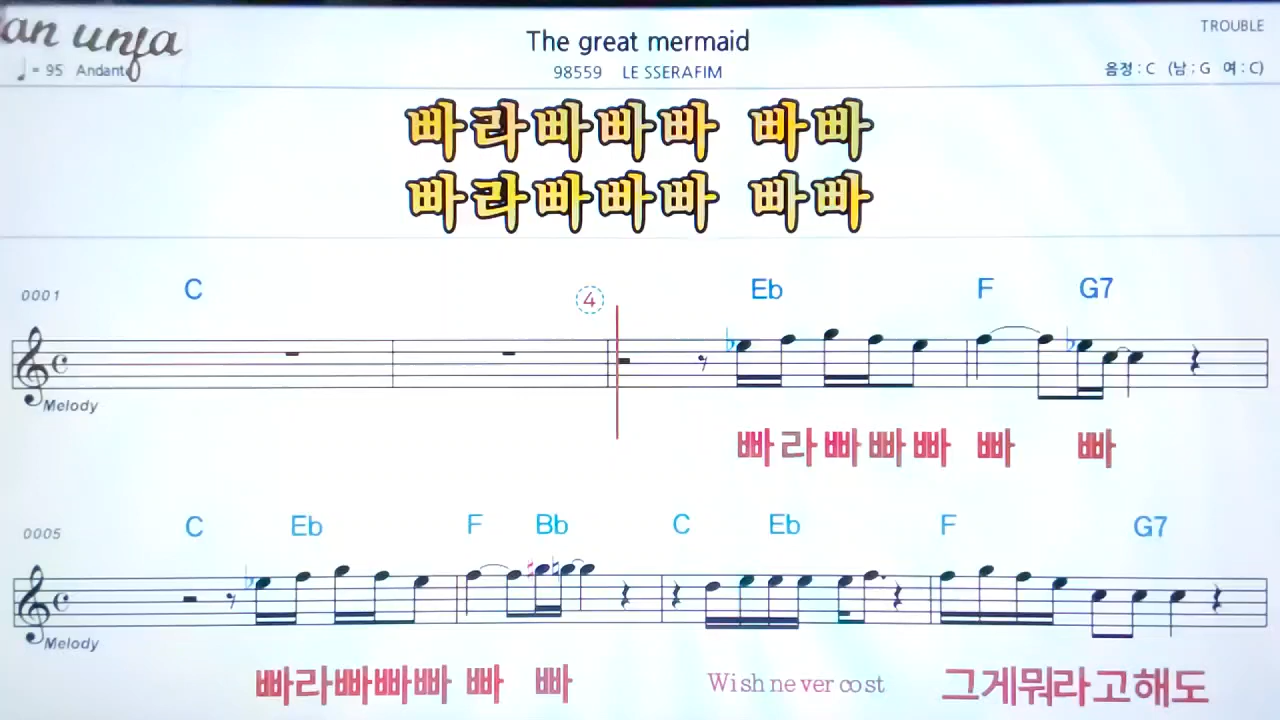 an unja
TROUBLE
The great mermaid
♩= 95 Andante
98559 LE SSERAFIM
음정 : C (남 ; G 여 : C)
빠라빠빠빠 빠빠
빠라빠빠빠 빠빠
0001 C ④ Eb F G7
Melody
빠라빠빠빠 빠 빠
0005 C Eb F Bb C Eb F G7
Melody
빠라빠빠빠 빠 빠 Wish never cost 그게뭐라고해도